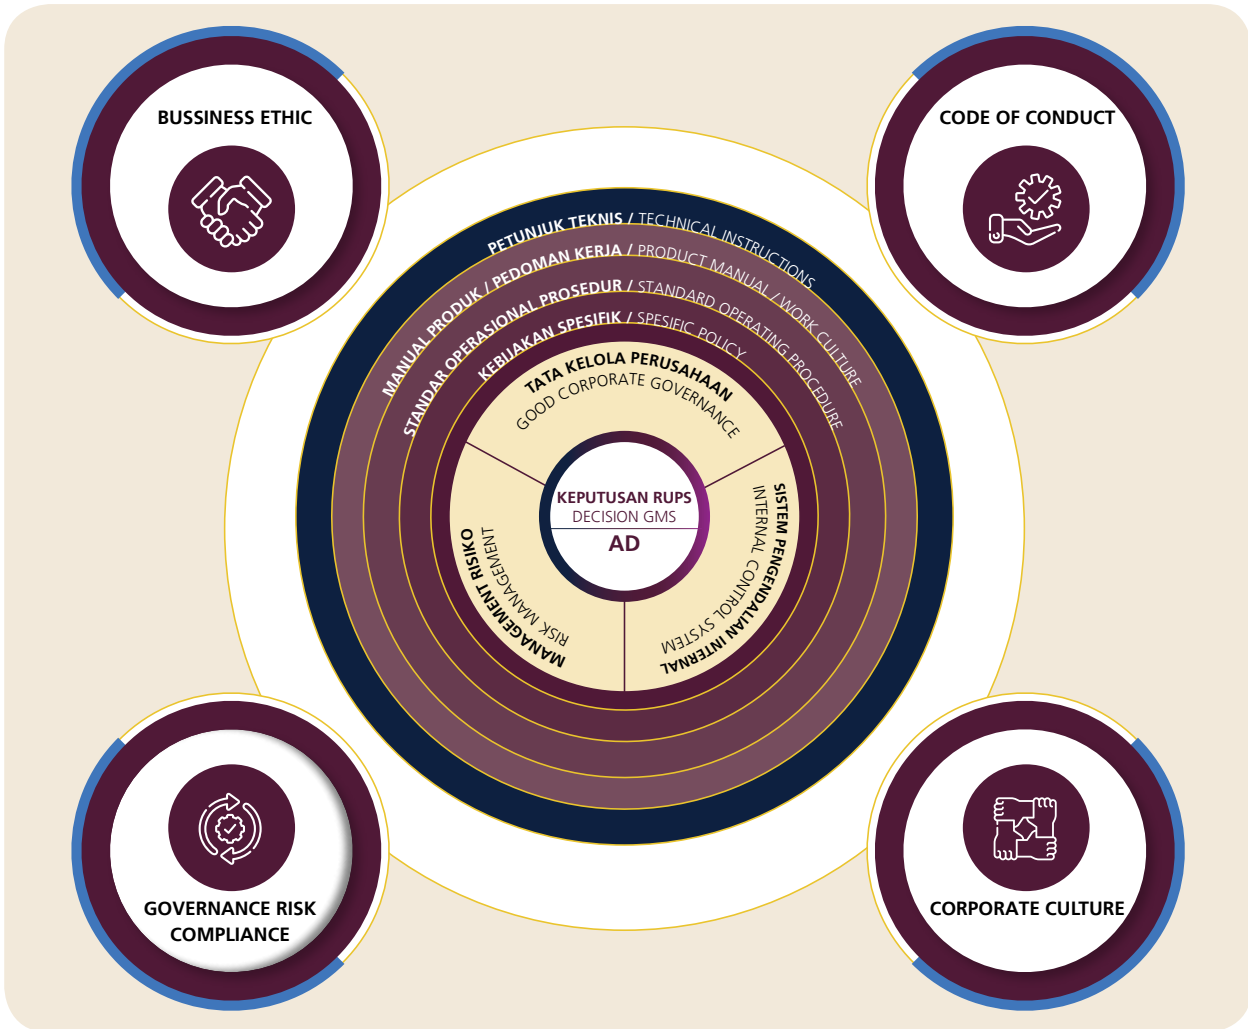 BUSSINESS ETHIC
CODE OF CONDUCT
PETUNJUK TEKNIS / TECHNICAL INSTRUCTIONS
MANUAL PRODUK / PEDOMAN KERJA / PRODUCT MANUAL / WORK CULTURE
STANDAR OPERASIONAL PROSEDUR / STANDARD OPERATING PROCEDURE
KEBIJAKAN SPESIFIK / SPESIFIC POLICY
TATA KELOLA PERUSAHAAN
GOOD CORPORATE GOVERNANCE
KEPUTUSAN RUPS
DECISION GMS
AD
MANAGEMENT RISIKO
RISK MANAGEMENT
SISTEM PENGENDALIAN INTERNAL
INTERNAL CONTROL SYSTEM
GOVERNANCE RISK
COMPLIANCE
CORPORATE CULTURE